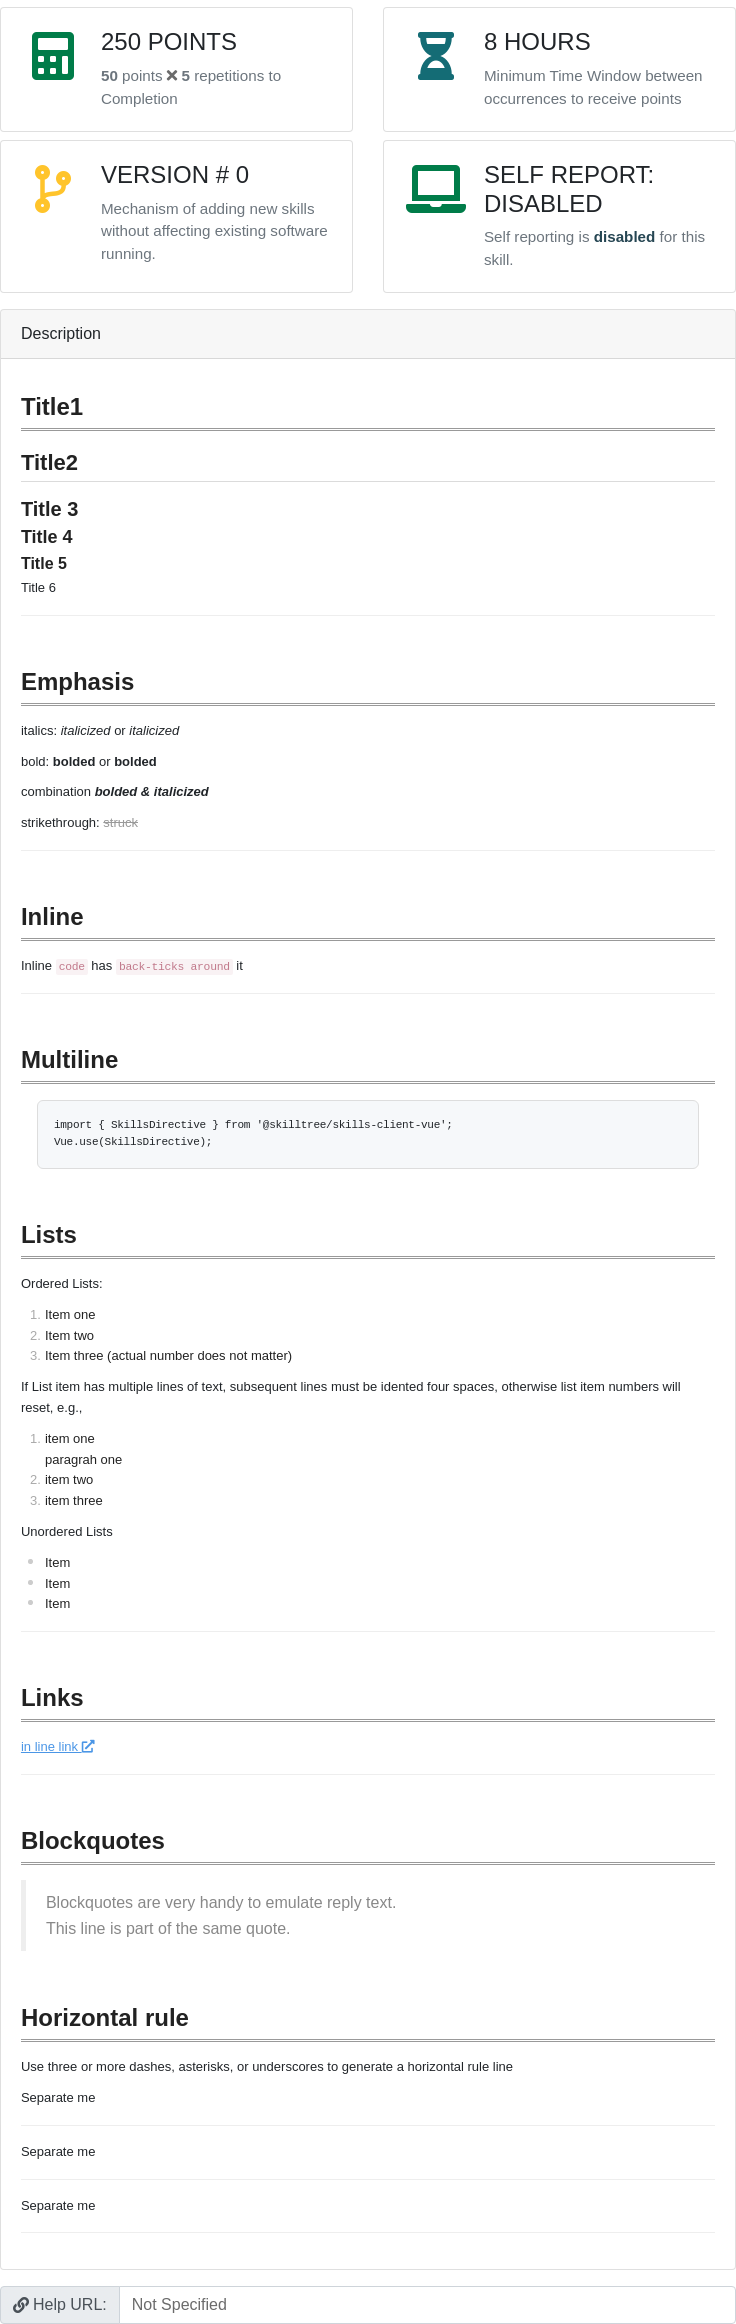 250 POINTS
50 points × 5 repetitions to
Completion
8 HOURS
Minimum Time Window between
occurrences to receive points
VERSION # 0
Mechanism of adding new skills
without affecting existing software
running.
SELF REPORT:
DISABLED
Self reporting is disabled for this
skill.
Description
Title1
Title2
Title 3
Title 4
Title 5
Title 6
Emphasis
italics: italicized or italicized
bold: bolded or bolded
combination bolded & italicized
strikethrough: struck
Inline
Inline code has back-ticks around it
Multiline
import { SkillsDirective } from '@skilltree/skills-client-vue';
Vue.use(SkillsDirective);
Lists
Ordered Lists:
1. Item one
2. Item two
3. Item three (actual number does not matter)
If List item has multiple lines of text, subsequent lines must be idented four spaces, otherwise list item numbers will
reset, e.g.,
1. item one
paragrah one
2. item two
3. item three
Unordered Lists
• Item
• Item
• Item
Links
in line link
Blockquotes
Blockquotes are very handy to emulate reply text.
This line is part of the same quote.
Horizontal rule
Use three or more dashes, asterisks, or underscores to generate a horizontal rule line
Separate me
Separate me
Separate me
Help URL: Not Specified